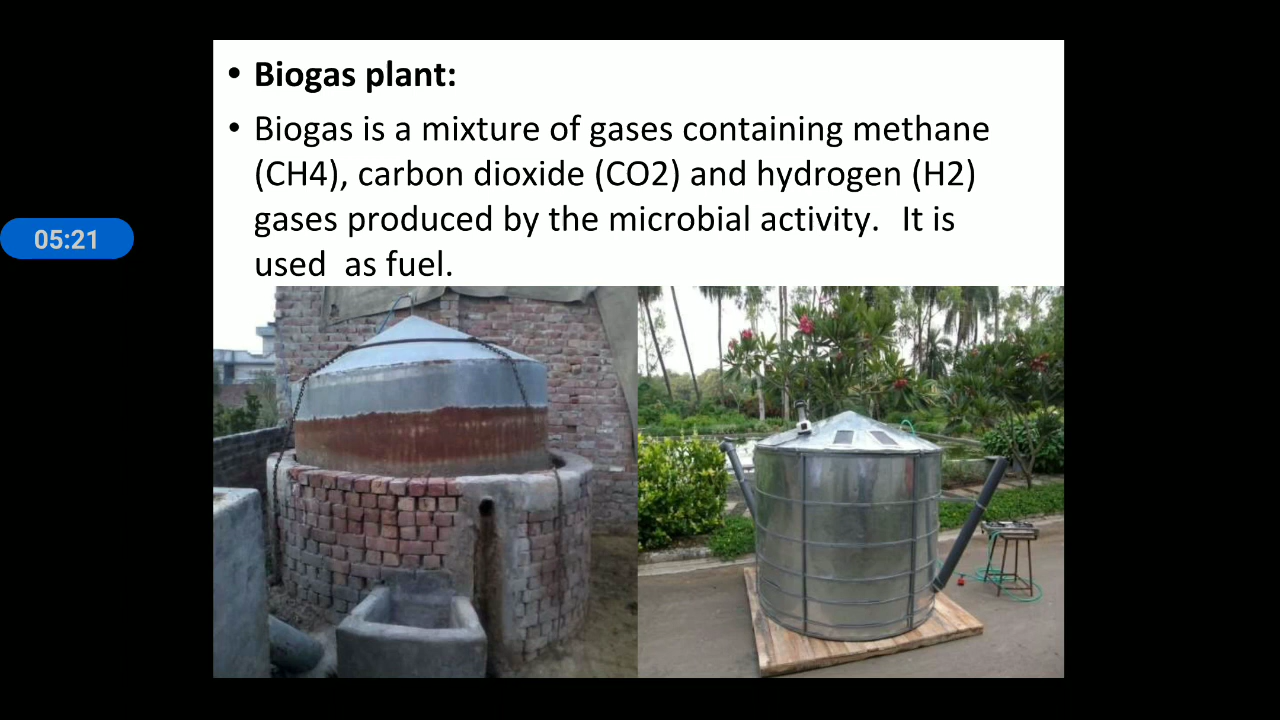 • Biogas plant:
• Biogas is a mixture of gases containing methane
(CH4), carbon dioxide (CO2) and hydrogen (H2)
gases produced by the microbial activity.  It is
used  as fuel.
05:21